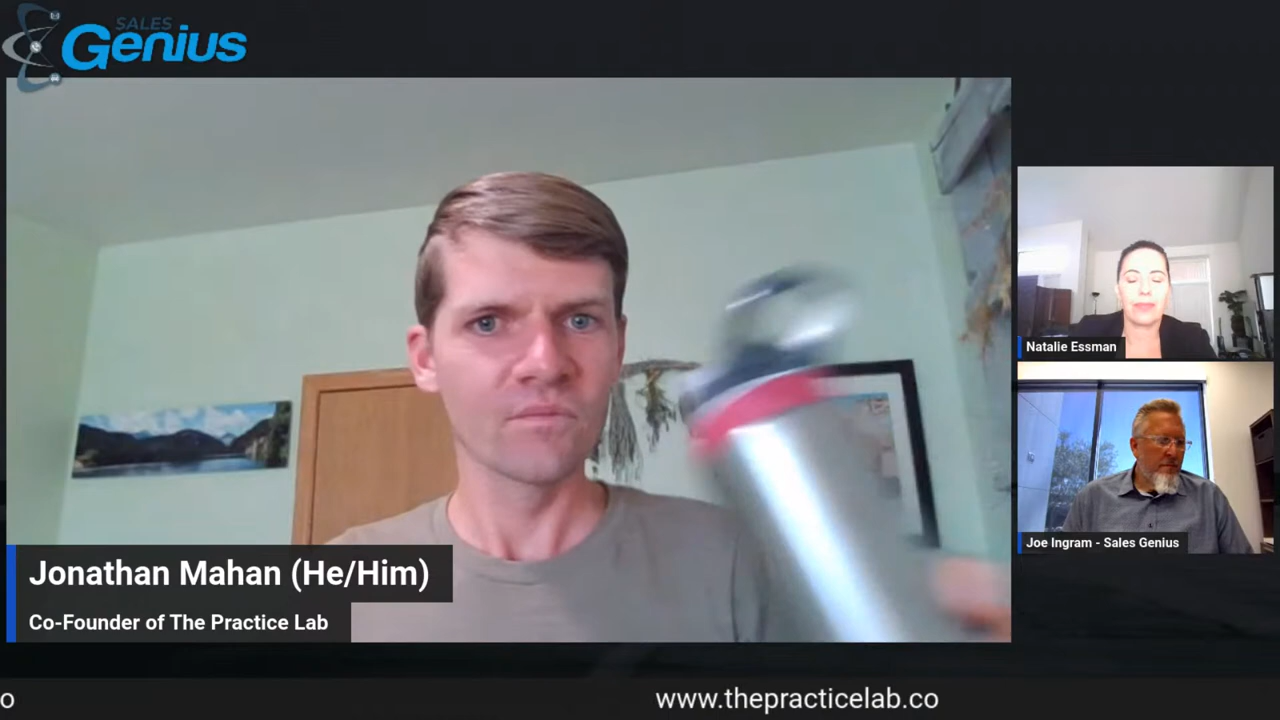 SALES
Genius
Jonathan Mahan (He/Him)
Co-Founder of The Practice Lab
Natalie Essman
Joe Ingram - Sales Genius
o
www.thepracticelab.co